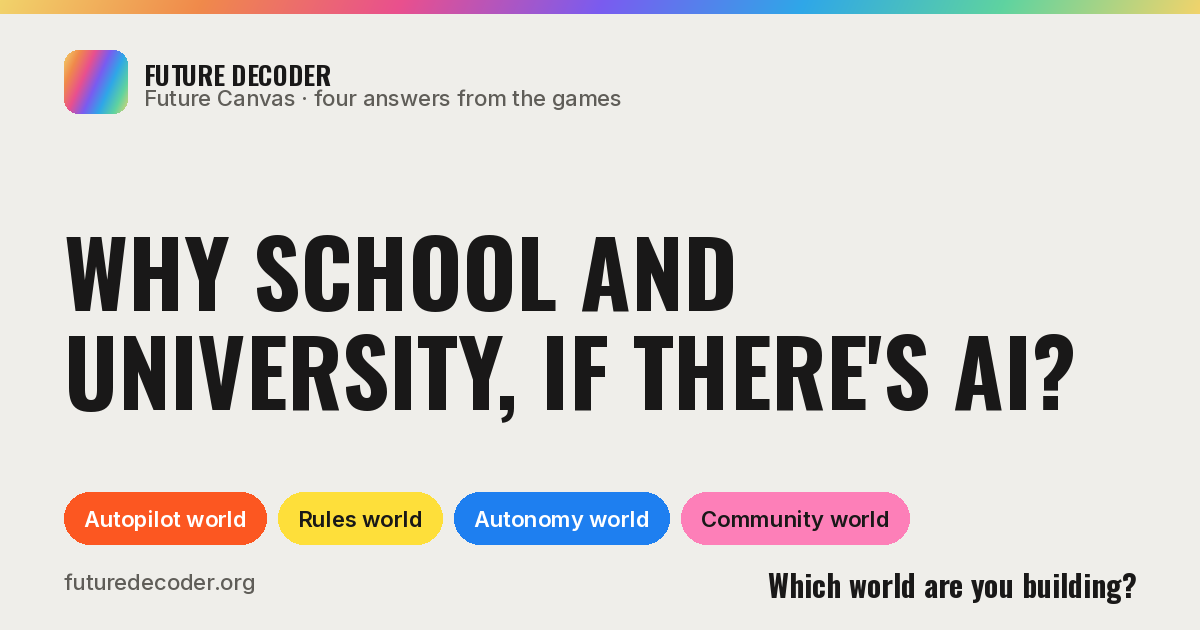 FUTURE DECODER
Future Canvas · four answers from the games
WHY SCHOOL AND
UNIVERSITY, IF THERE'S AI?
Autopilot world
Rules world
Autonomy world
Community world
futuredecoder.org
Which world are you building?